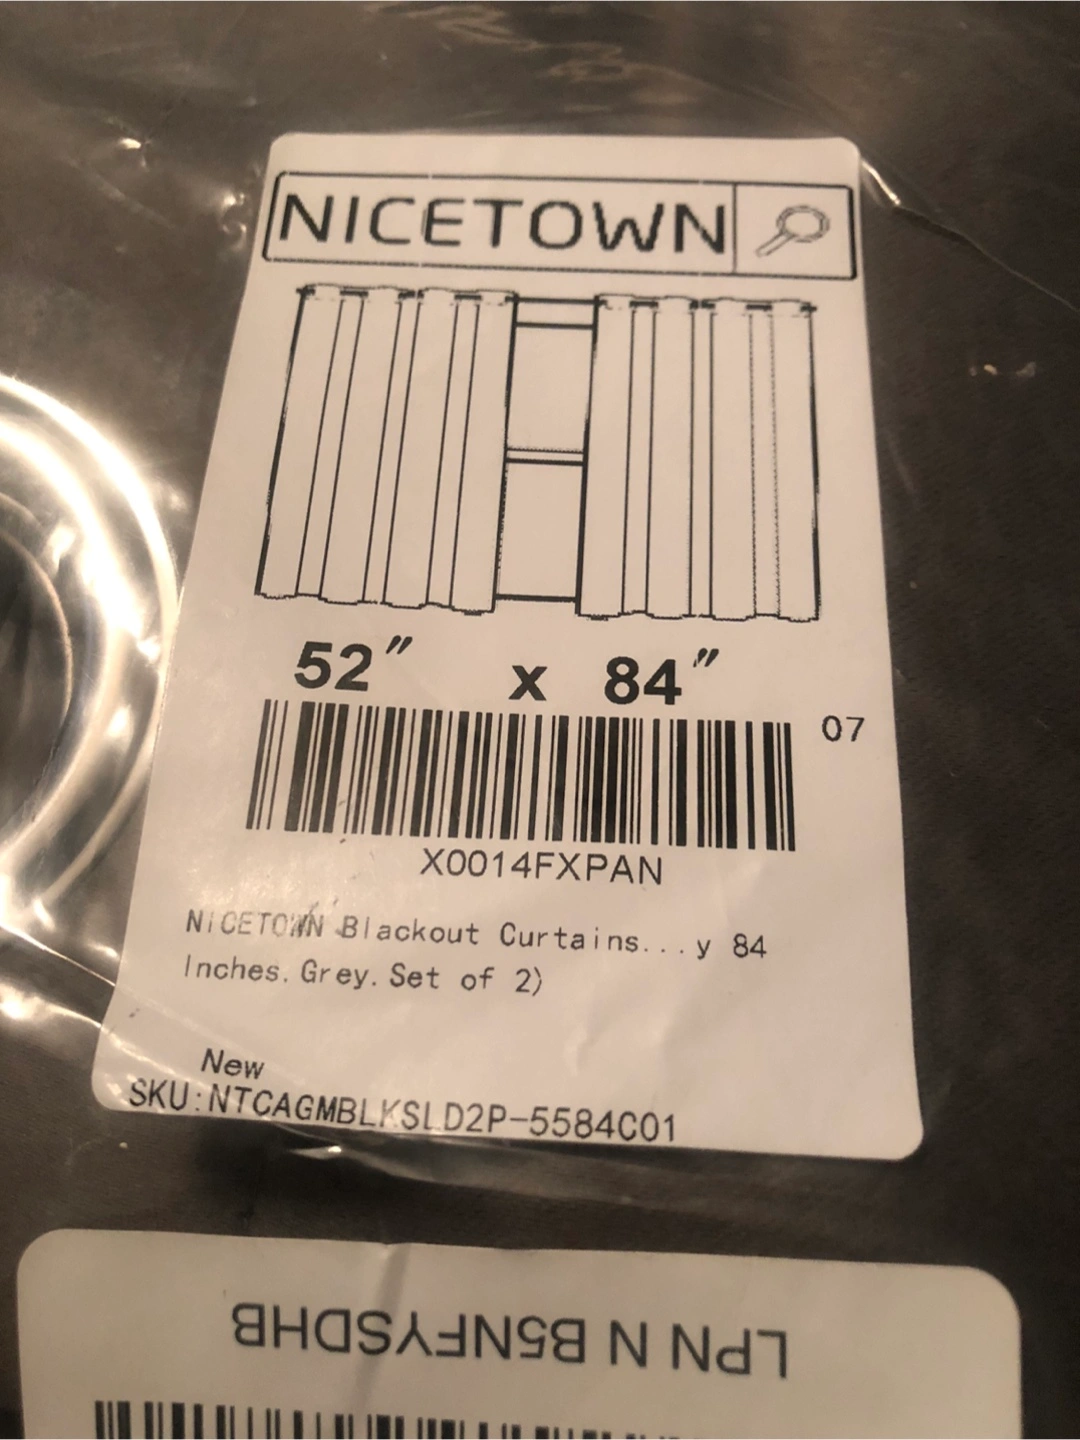 NICETOWN
52" x 84"
07
X0014FXPAN
NICETOWN Blackout Curtains...y 84
Inches.Grey.Set of 2)
New
SKU:NTCAGMBLKSLD2P-5584C01
LPN N B5NFYSDHB